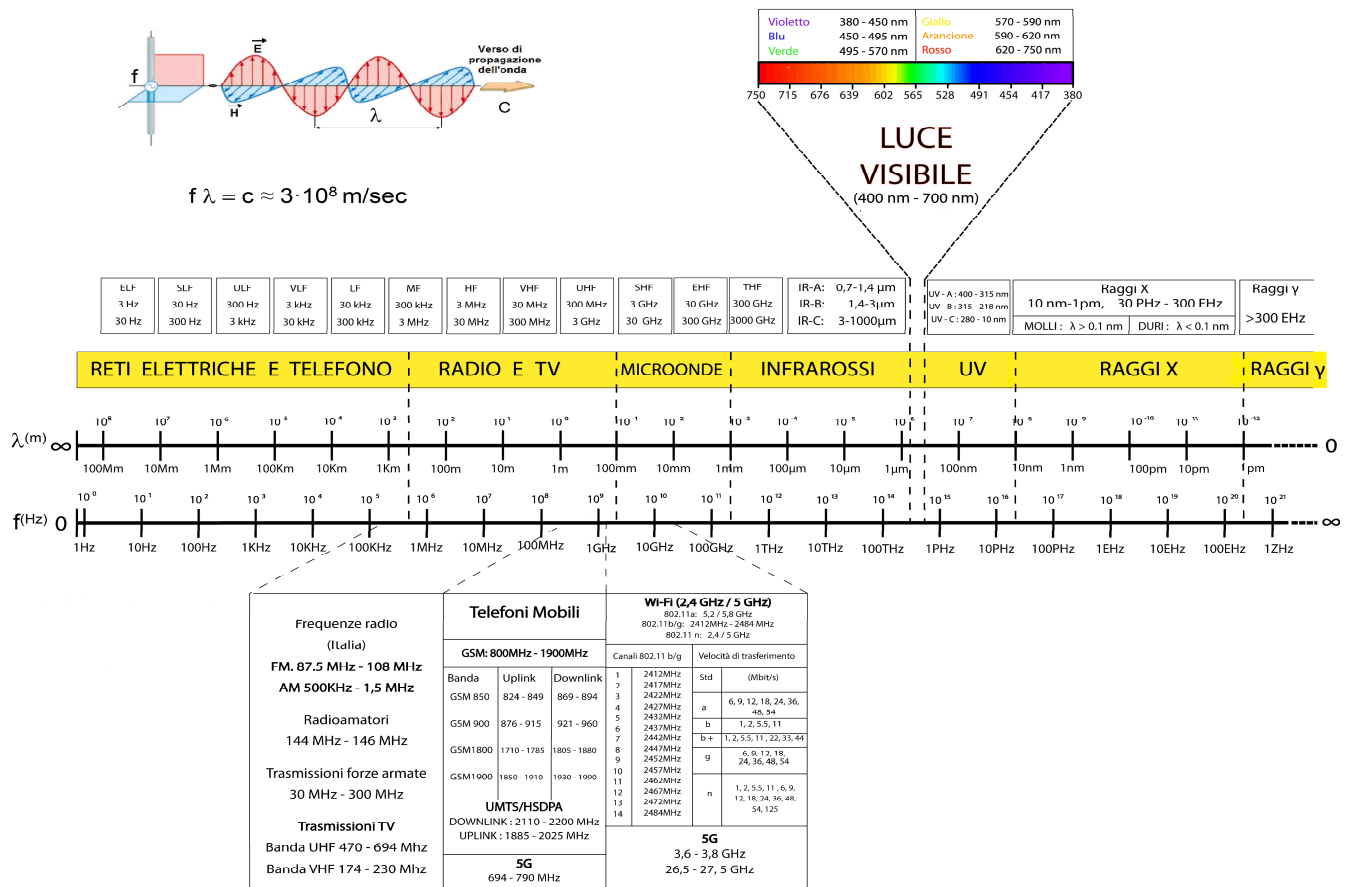 E
Verso di
propagazione
dell'onda
f
H
λ
C
f λ = c ≈ 3·10⁸ m/sec
Violetto 380 - 450 nm Giallo 570 - 590 nm
Blu 450 - 495 nm Arancione 590 - 620 nm
Verde 495 - 570 nm Rosso 620 - 750 nm
750 715 676 639 602 565 528 491 454 417 380
LUCE
VISIBILE
(400 nm - 700 nm)
ELF SLF ULF VLF LF MF HF VHF UHF SHF EHF THF
3 Hz 30 Hz 300 Hz 3 kHz 30 kHz 300 kHz 3 MHz 30 MHz 300 MHz 3 GHz 30 GHz 300 GHz
30 Hz 300 Hz 3 kHz 30 kHz 300 kHz 3 MHz 30 MHz 300 MHz 3 GHz 30 GHz 300 GHz 3000 GHz
IR-A: 0,7-1,4 µm
IR-B: 1,4-3µm
IR-C: 3-1000µm
UV - A : 400 - 315 nm
UV B : 315 218 nm
UV - C : 280 - 10 nm
Raggi X
10 nm-1pm, 30 PHz - 300 EHz
MOLLI : λ > 0.1 nm DURI : λ < 0.1 nm
Raggi γ
>300 EHz
RETI ELETTRICHE E TELEFONO RADIO E TV MICROONDE INFRAROSSI UV RAGGI X RAGGI γ
10⁸ 10⁷ 10⁶ 10⁵ 10⁴ 10³ 10² 10¹ 10⁰ 10⁻¹ 10⁻² 10⁻³ 10⁻⁴ 10⁻⁵ 10⁻⁶ 10⁻⁷ 10⁻⁸ 10⁻⁹ 10⁻¹⁰ 10⁻¹¹ 10⁻¹²
λ(m) ∞ 0
100Mm 10Mm 1Mm 100Km 10Km 1Km 100m 10m 1m 100mm 10mm 1mm 100µm 10µm 1µm 100nm 10nm 1nm 100pm 10pm 1pm
10⁰ 10¹ 10² 10³ 10⁴ 10⁵ 10⁶ 10⁷ 10⁸ 10⁹ 10¹⁰ 10¹¹ 10¹² 10¹³ 10¹⁴ 10¹⁵ 10¹⁶ 10¹⁷ 10¹⁸ 10¹⁹ 10²⁰ 10²¹
f(Hz) 0 ∞
1Hz 10Hz 100Hz 1KHz 10KHz 100KHz 1MHz 10MHz 100MHz 1GHz 10GHz 100GHz 1THz 10THz 100THz 1PHz 10PHz 100PHz 1EHz 10EHz 100EHz 1ZHz
Frequenze radio
(Italia)
FM. 87.5 MHz - 108 MHz
AM 500KHz - 1,5 MHz
Radioamatori
144 MHz - 146 MHz
Trasmissioni forze armate
30 MHz - 300 MHz
Trasmissioni TV
Banda UHF 470 - 694 Mhz
Banda VHF 174 - 230 MHz
Telefoni Mobili
GSM: 800MHz - 1900MHz
Banda Uplink Downlink
GSM 850 824 - 849 869 - 894
GSM 900 876 - 915 921 - 960
GSM1800 1710 - 1785 1805 - 1880
GSM1900 1850 - 1910 1930 - 1990
UMTS/HSDPA
DOWNLINK : 2110 - 2200 MHz
UPLINK : 1885 - 2025 MHz
5G
694 - 790 MHz
Wi-Fi (2,4 GHz / 5 GHz)
802.11a: 5,2 / 5,8 GHz
802.11b/g: 2412MHz - 2484 MHz
802.11 n: 2,4 / 5 GHz
Canali 802.11 b/g
1 2412MHz
2 2417MHz
3 2422MHz
4 2427MHz
5 2432MHz
6 2437MHz
7 2442MHz
8 2447MHz
9 2452MHz
10 2457MHz
11 2462MHz
12 2467MHz
13 2472MHz
14 2484MHz
Velocità di trasferimento
Std (Mbit/s)
a 6, 9, 12, 18, 24, 36,
48, 54
b 1, 2, 5.5, 11
b + 1, 2, 5.5, 11 , 22, 33, 44
g 6, 9, 12, 18,
24, 36, 48, 54
n 1, 2, 5.5, 11 , 6, 9,
12, 18, 24, 36, 48,
54, 125
5G
3,6 - 3,8 GHz
26,5 - 27, 5 GHz